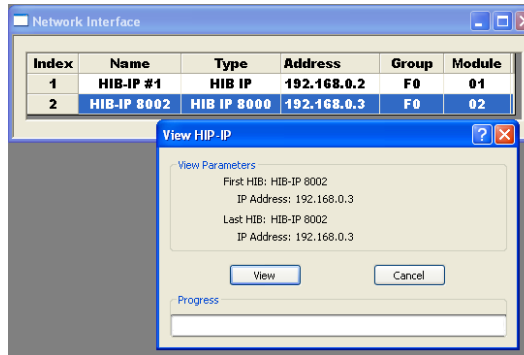 Network Interface
Index Name Type Address Group Module
1 HIB-IP #1 HIB IP 192.168.0.2 F0 01
2 HIB-IP 8002 HIB IP 8000 192.168.0.3 F0 02
View HIP-IP
View Parameters
First HIB: HIB-IP 8002
IP Address: 192.168.0.3
Last HIB: HIB-IP 8002
IP Address: 192.168.0.3
View Cancel
Progress